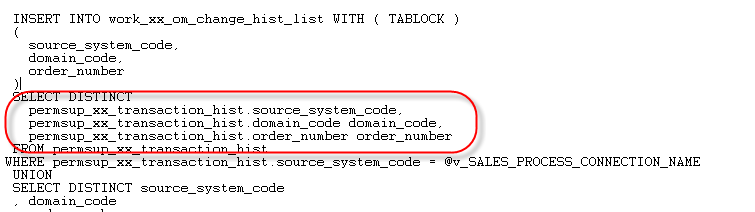 INSERT INTO work_xx_om_change_hist_list WITH ( TABLOCK )
(
source_system_code,
domain_code,
order_number
)
SELECT DISTINCT
permsup_xx_transaction_hist.source_system_code,
permsup_xx_transaction_hist.domain_code domain_code,
permsup_xx_transaction_hist.order_number order_number
FROM permsup_xx_transaction_hist
WHERE permsup_xx_transaction_hist.source_system_code = @v_SALES_PROCESS_CONNECTION_NAME
UNION
SELECT DISTINCT source_system_code
, domain_code